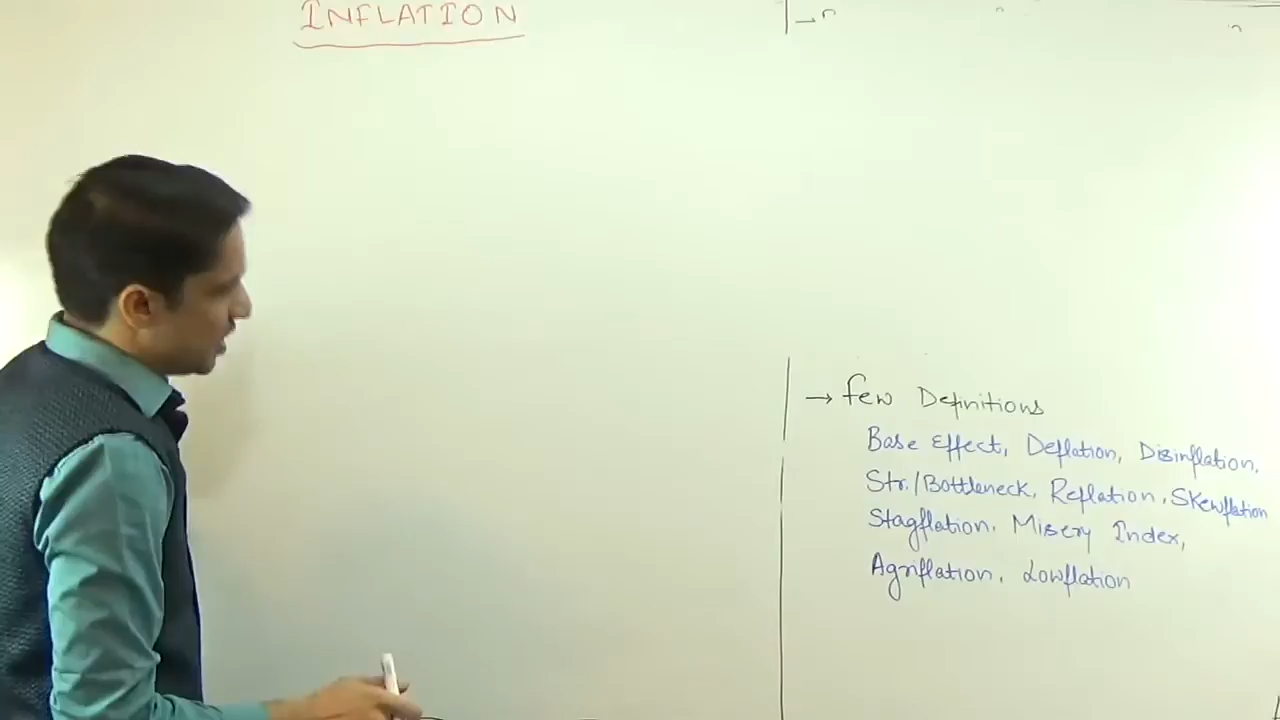 INFLATION
→ Few Definitions
Base Effect, Deflation, Disinflation,
Str./Bottleneck, Reflation, Skewflation
Stagflation, Misery Index,
Agriflation, Lowflation